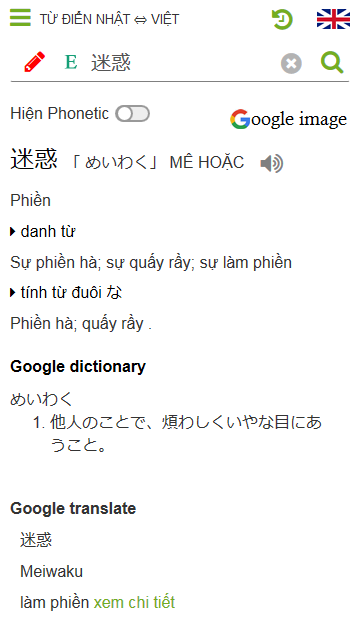 TỪ ĐIỂN NHẬT ⇔ VIỆT
E 迷惑
Hiện Phonetic
Google image
迷惑 「 めいわく」 MÊ HOẶC
Phiền
danh từ
Sự phiền hà; sự quấy rầy; sự làm phiền
tính từ đuôi な
Phiền hà; quấy rầy .
Google dictionary
めいわく
1. 他人のことで、煩わしくいやな目にあ
うこと。
Google translate
迷惑
Meiwaku
làm phiền xem chi tiết